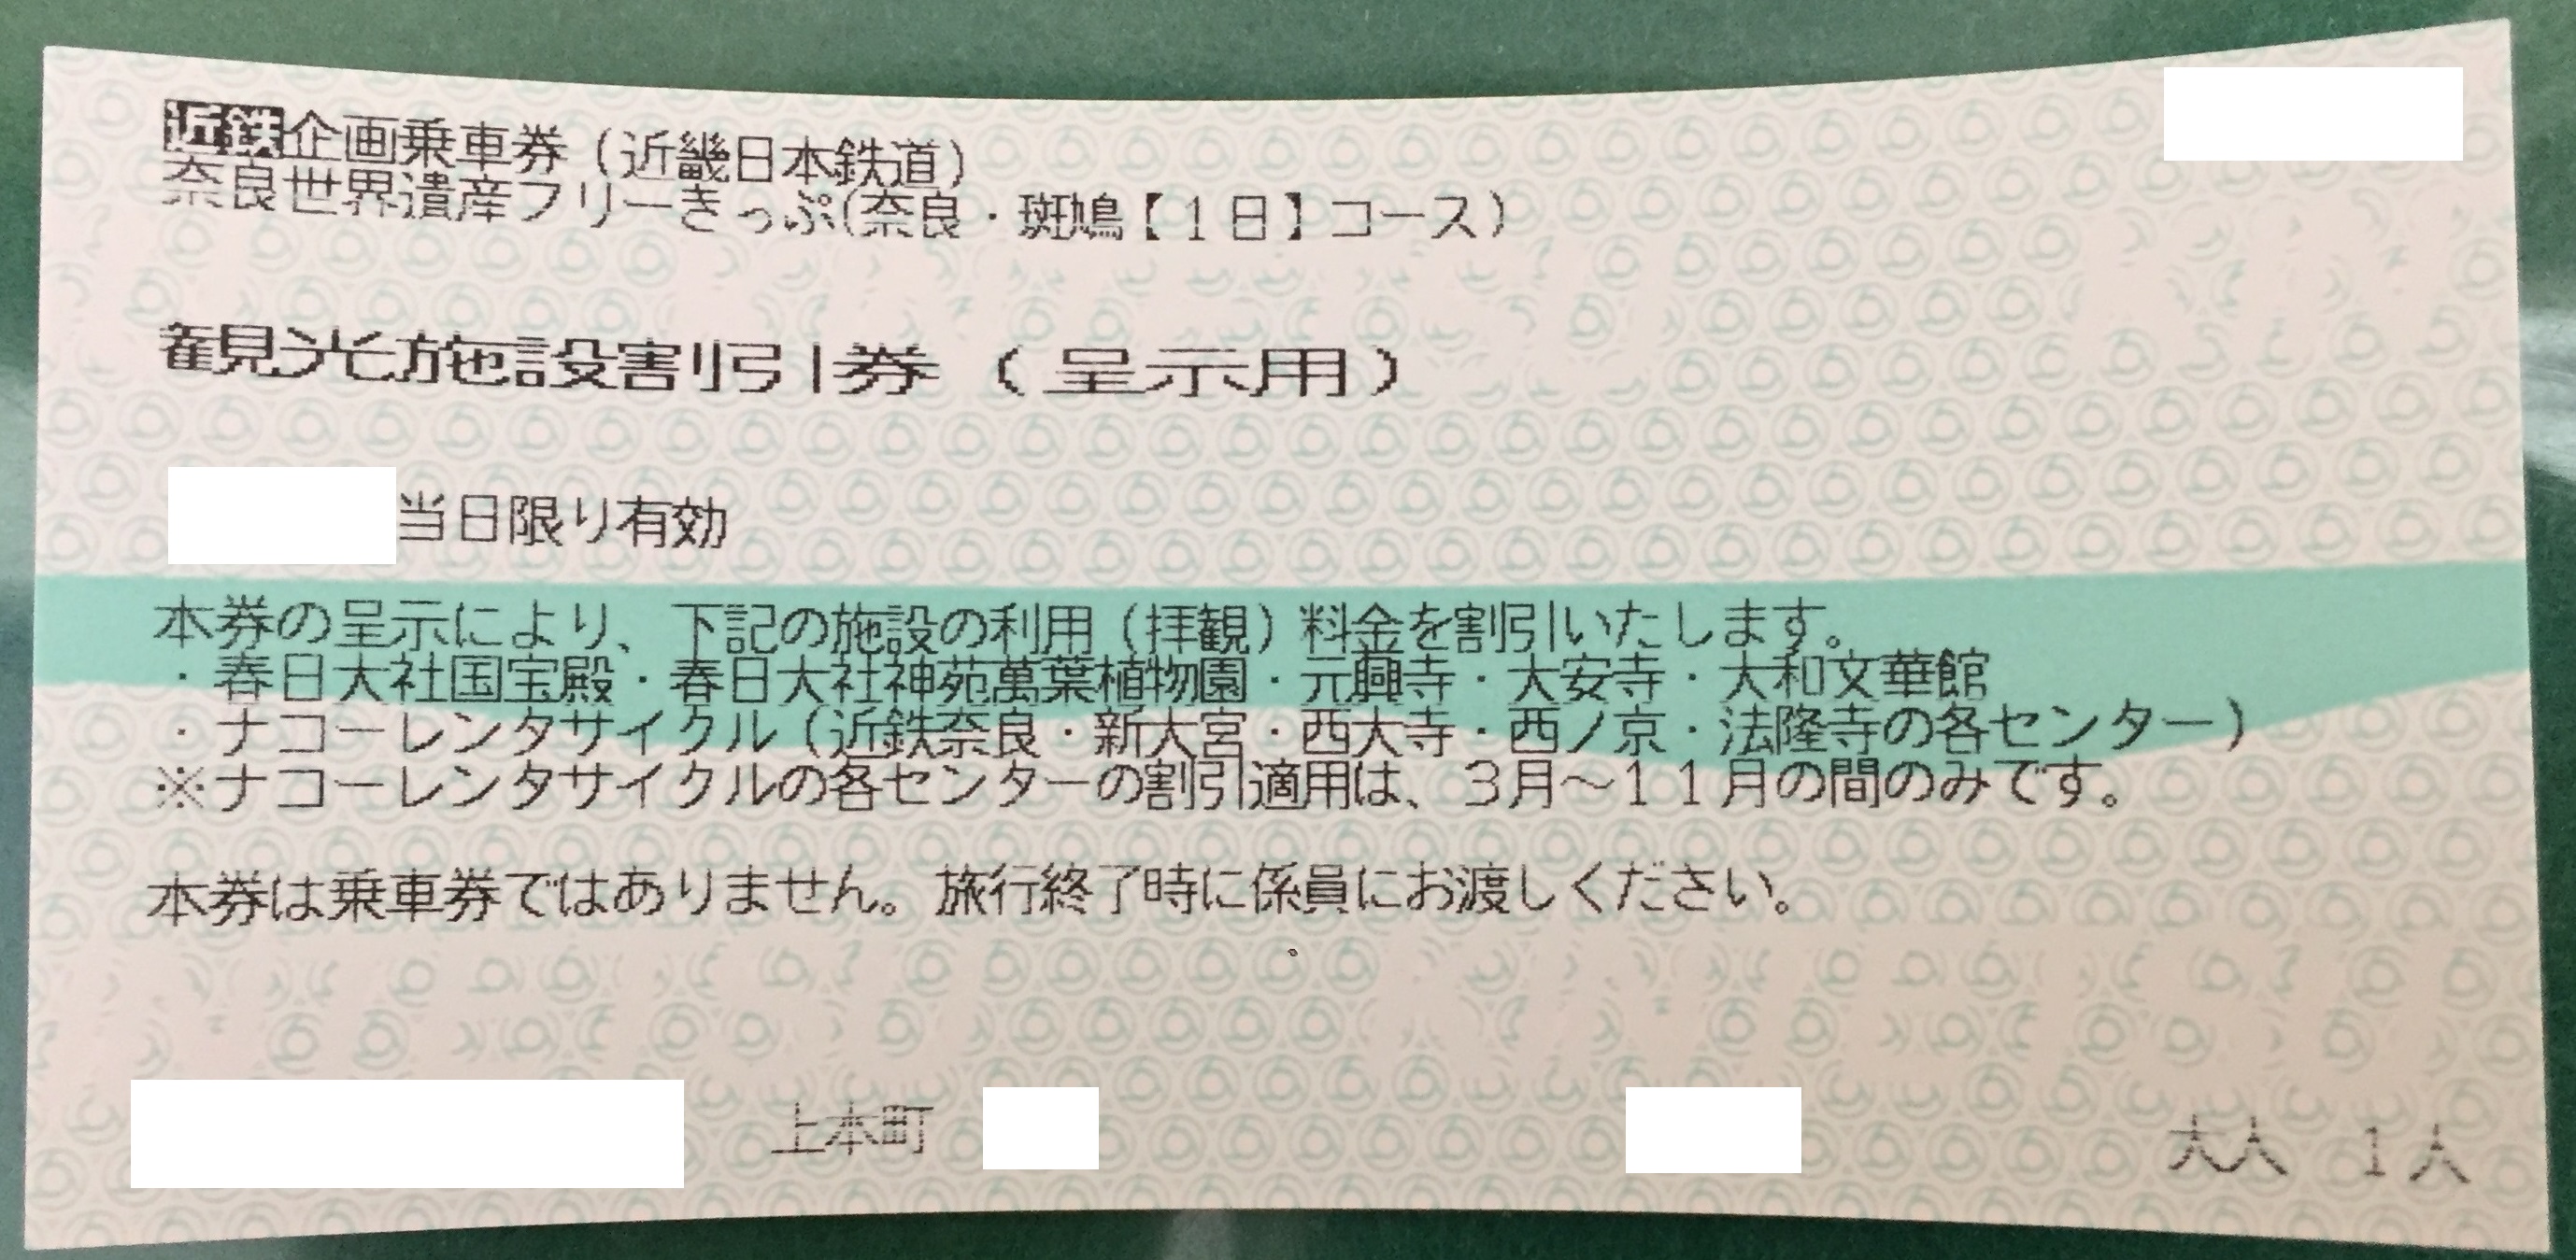 近鉄企画乗車券（近畿日本鉄道）
奈良世界遺産フリーきっぷ（奈良・斑鳩【１日】コース）
観光施設割引券（呈示用）
当日限り有効
本券の呈示により、下記の施設の利用（拝観）料金を割引いたします。
・春日大社国宝殿・春日大社神苑萬葉植物園・元興寺・大安寺・大和文華館
・ナコーレンタサイクル（近鉄奈良・新大宮・西大寺・西ノ京・法隆寺の各センター）
※ナコーレンタサイクルの各センターの割引適用は、３月～１１月の間のみです。
本券は乗車券ではありません。旅行終了時に係員にお渡しください。
。
上本町 大人 １人